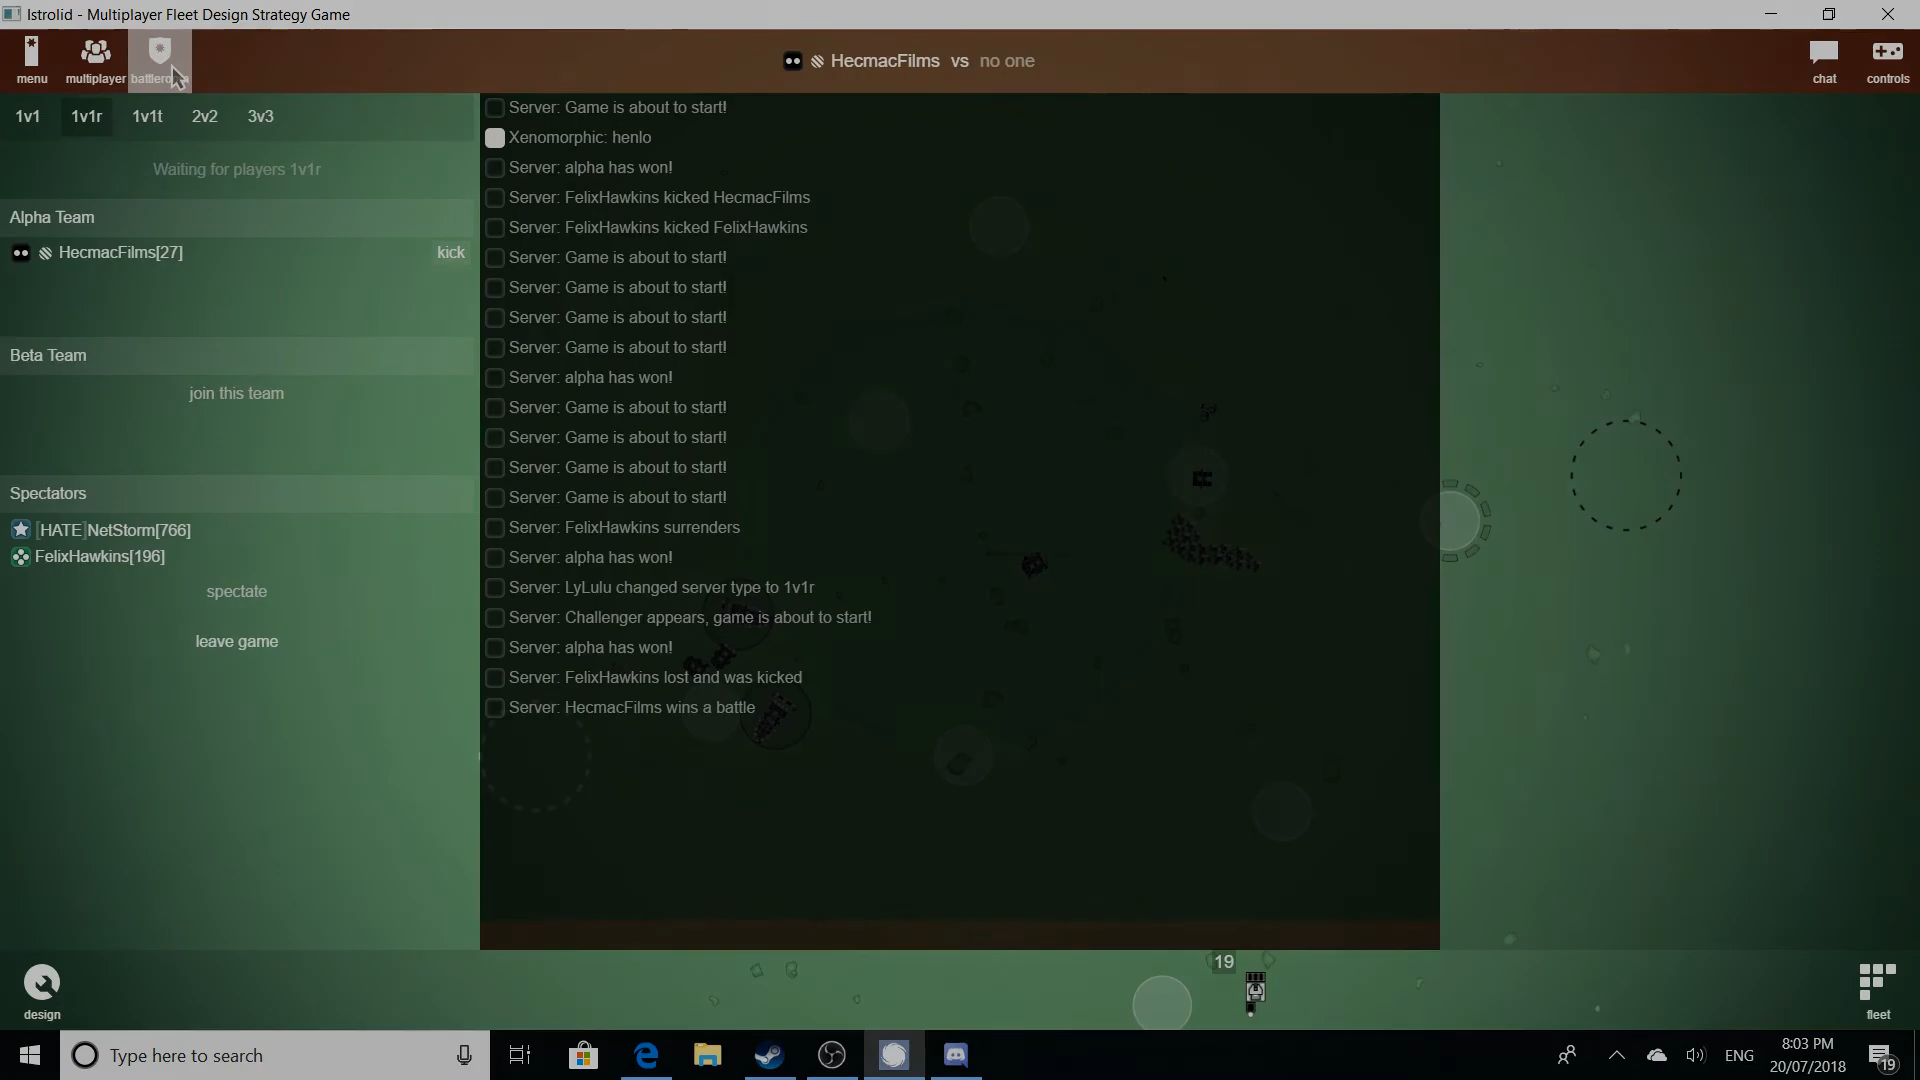 Istrolid - Multiplayer Fleet Design Strategy Game
menu
multiplayer
HecmacFilms vs no one
chat
controls
1v1 1v1r 1v1t 2v2 3v3
Waiting for players 1v1r
Alpha Team
HecmacFilms[27] kick
Beta Team
join this team
Spectators
[HATE]NetStorm[766]
FelixHawkins[196]
spectate
leave game
Server: Game is about to start!
Xenomorphic: henlo
Server: alpha has won!
Server: FelixHawkins kicked HecmacFilms
Server: FelixHawkins kicked FelixHawkins
Server: Game is about to start!
Server: Game is about to start!
Server: Game is about to start!
Server: Game is about to start!
Server: alpha has won!
Server: Game is about to start!
Server: Game is about to start!
Server: Game is about to start!
Server: Game is about to start!
Server: FelixHawkins surrenders
Server: alpha has won!
Server: LyLulu changed server type to 1v1r
Server: Challenger appears, game is about to start!
Server: alpha has won!
Server: FelixHawkins lost and was kicked
Server: HecmacFilms wins a battle
19
design
fleet
Type here to search
ENG
8:03 PM
20/07/2018
19